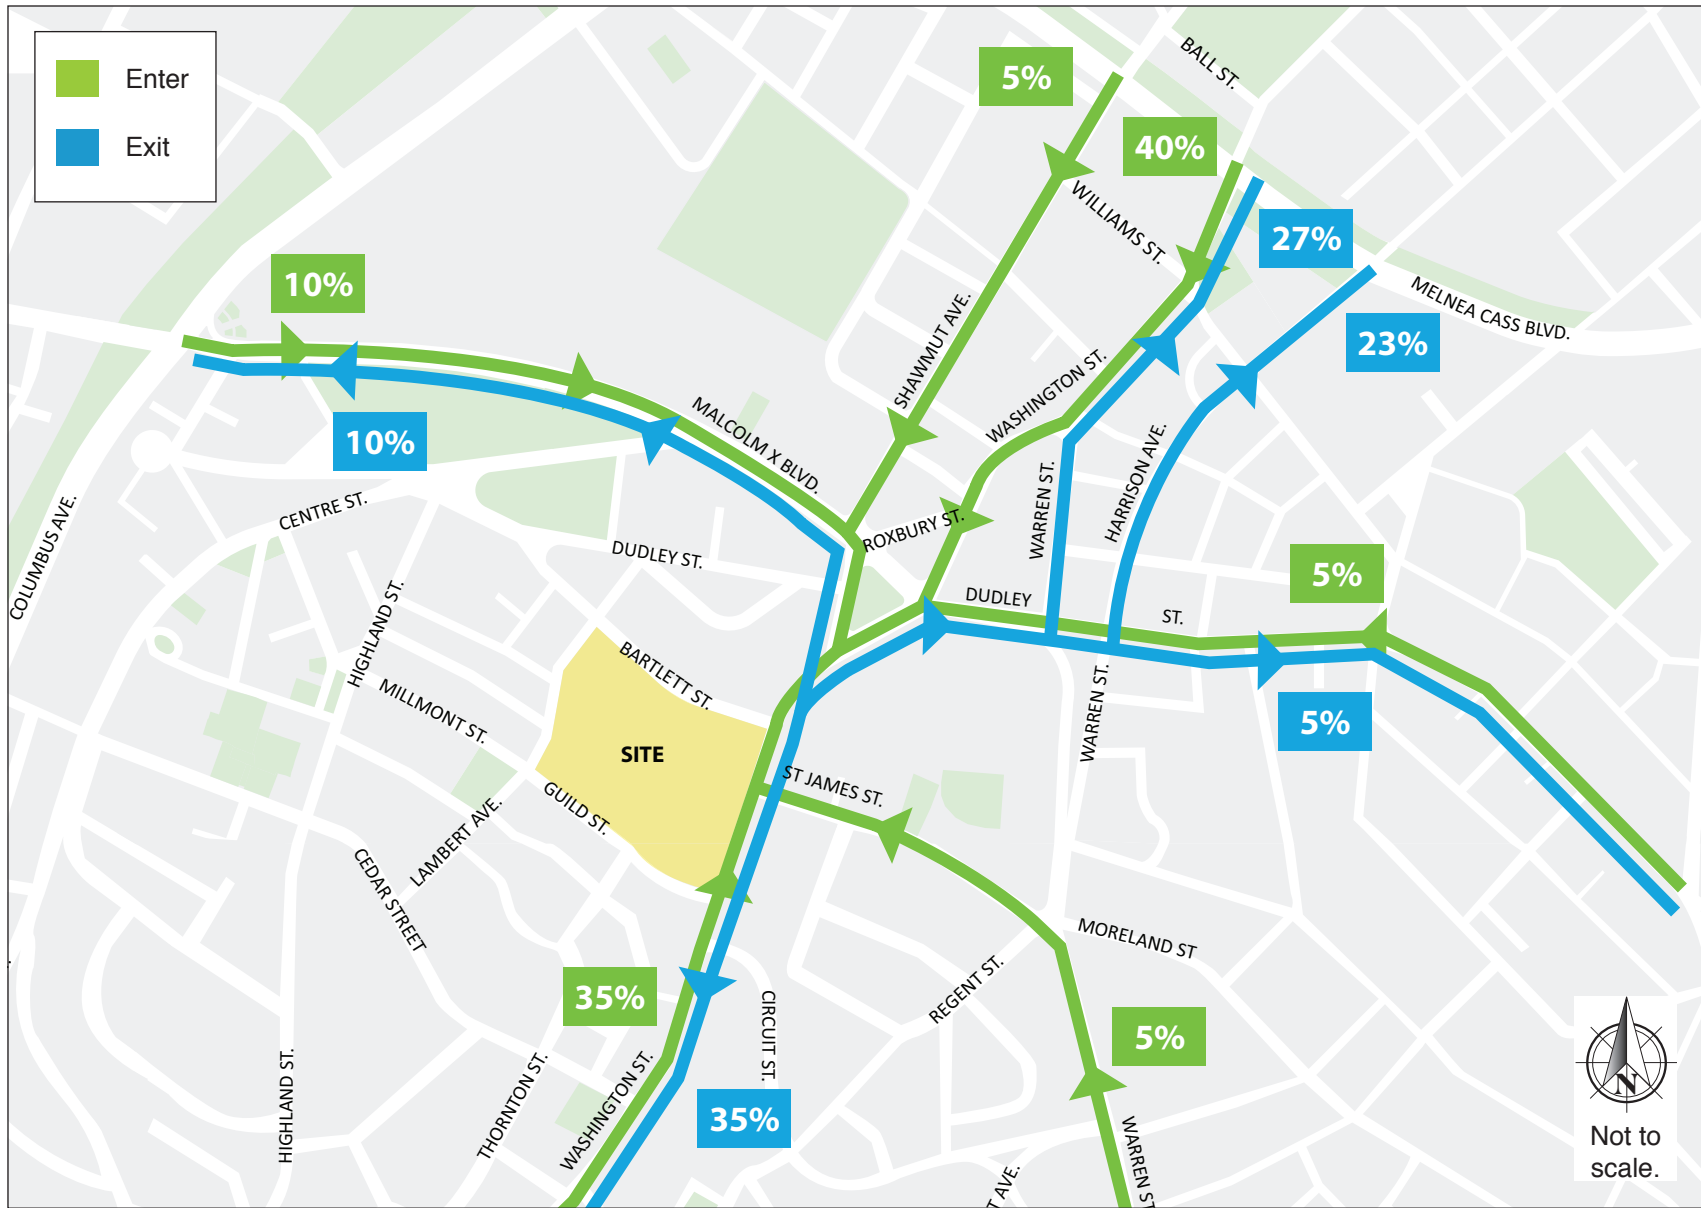 Enter
Exit
5%
BALL ST.
40%
WILLIAMS ST.
27%
10%
MELNEA CASS BLVD.
23%
SHAWMUT AVE.
WASHINGTON ST.
MALCOLM X BLVD.
10%
WARREN ST.
HARRISON AVE.
CENTRE ST.
COLUMBUS AVE.
ROXBURY ST.
DUDLEY ST.
5%
DUDLEY
ST.
HIGHLAND ST.
BARTLETT ST.
MILLMONT ST.
WARREN ST.
5%
SITE
ST JAMES ST.
GUILD ST.
LAMBERT AVE.
CEDAR STREET
MORELAND ST
REGENT ST.
35%
CIRCUIT ST.
5%
HIGHLAND ST.
THORNTON ST.
WASHINGTON ST.
35%
WARREN ST
T AVE.
N
Not to
scale.